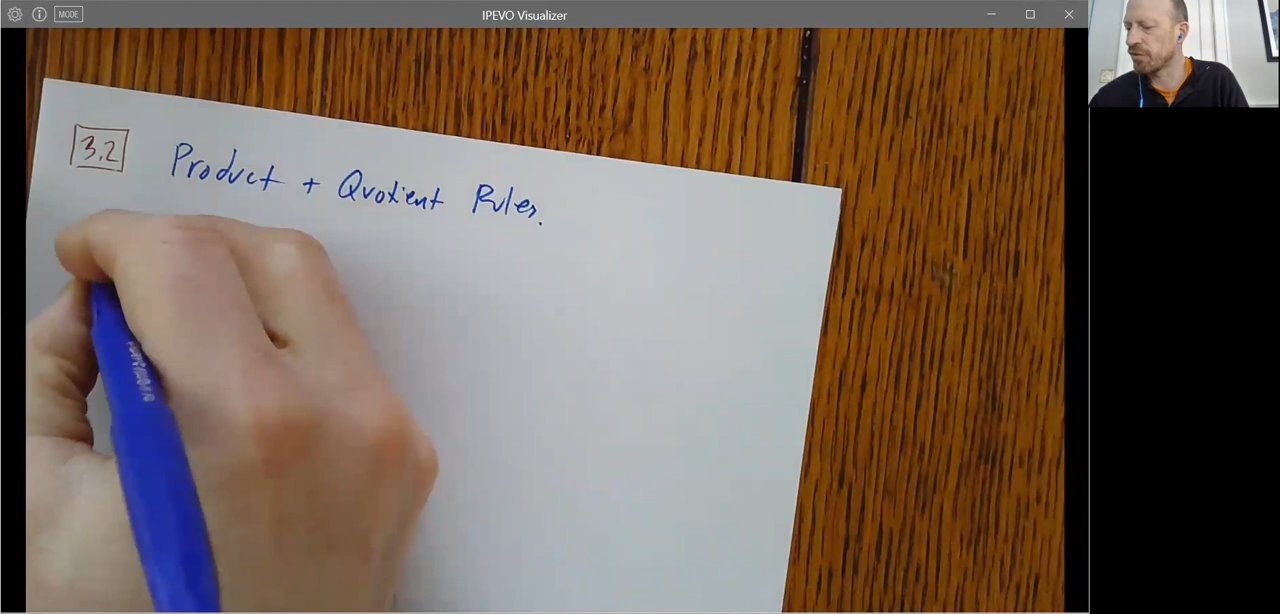 MODE
IPEVO Visualizer
3.2 Product + Quotient Rules.